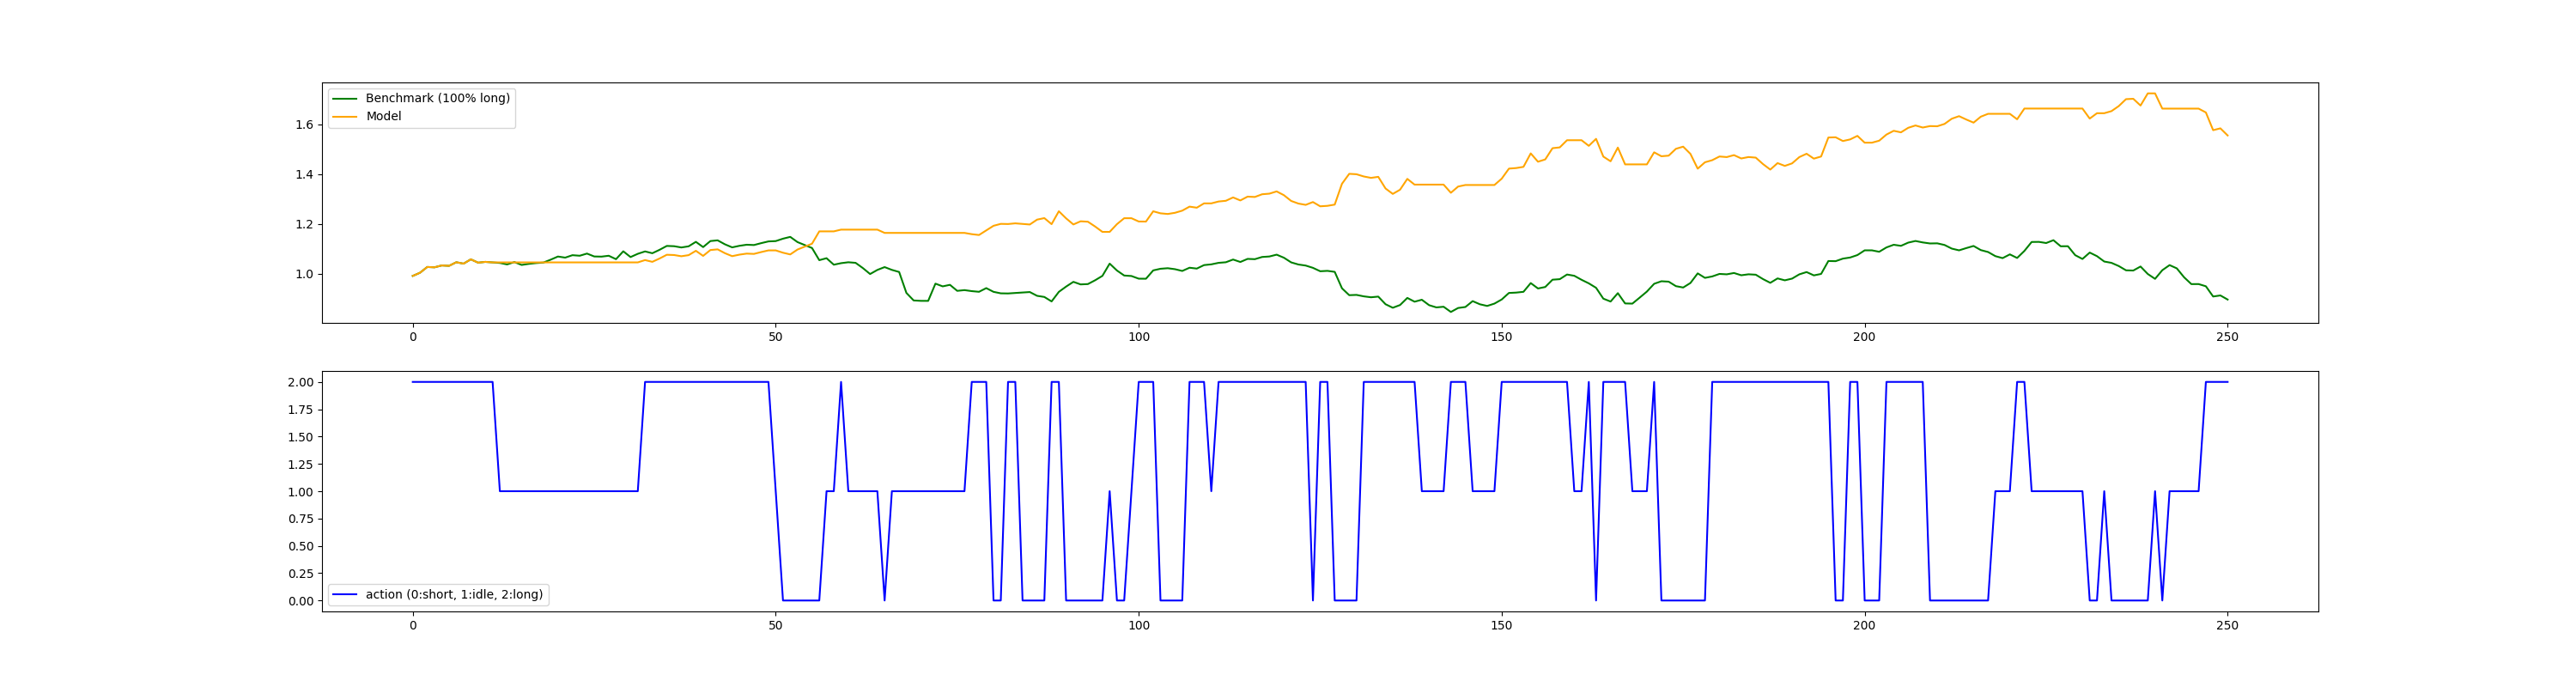 Benchmark (100% long)
Model
1.6
1.4
1.2
1.0
0 50 100 150 200 250
2.00
1.75
1.50
1.25
1.00
0.75
0.50
0.25
0.00
action (0:short, 1:idle, 2:long)
0 50 100 150 200 250